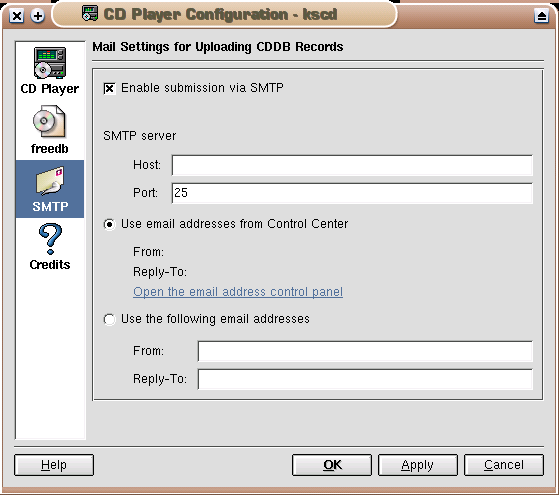 CD Player Configuration - kscd
Mail Settings for Uploading CDDB Records
CD Player
freedb
SMTP
Credits
Enable submission via SMTP
SMTP server
Host:
Port: 25
Use email addresses from Control Center
From:
Reply-To:
Open the email address control panel
Use the following email addresses
From:
Reply-To:
Help OK Apply Cancel